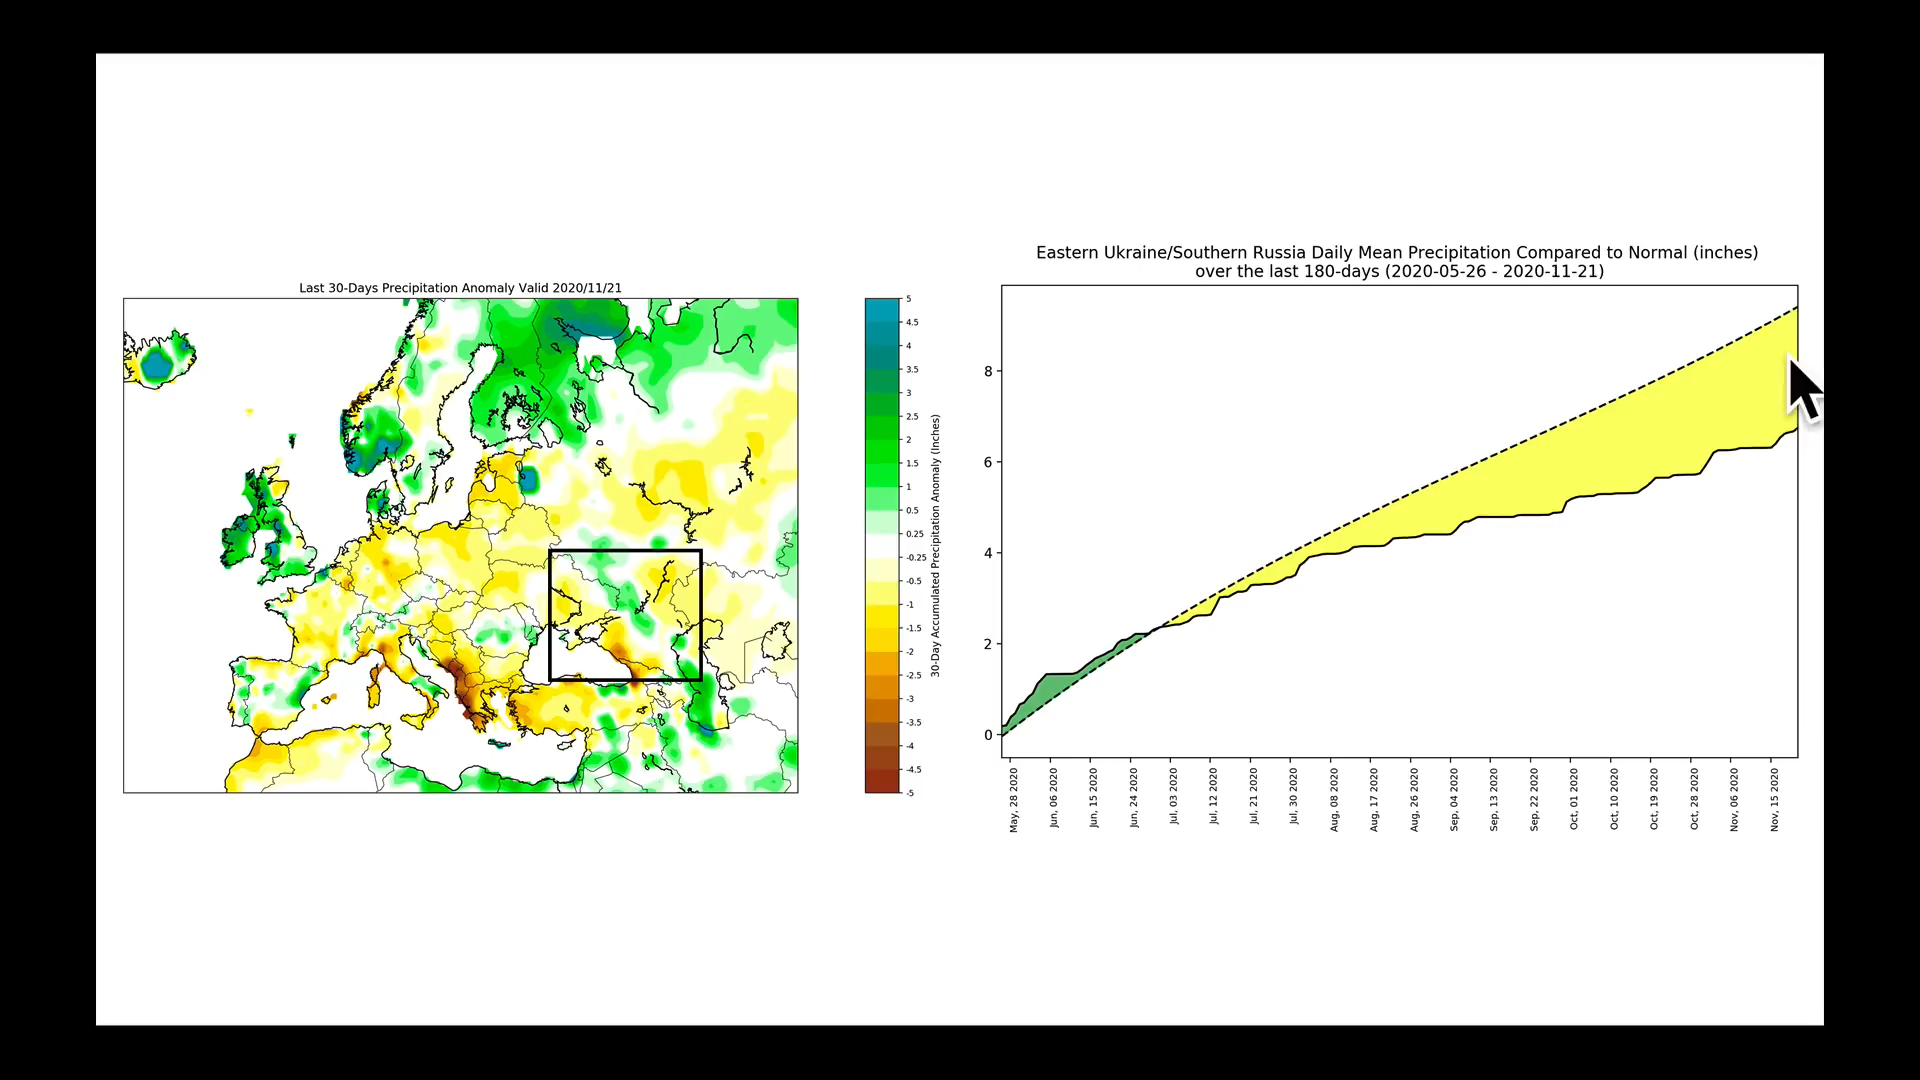 Last 30-Days Precipitation Anomaly Valid 2020/11/21
5
4.5
4
3.5
3
2.5
2
1.5
1
0.5
0.25
-0.25
-0.5
-1
-1.5
-2
-2.5
-3
-3.5
-4
-4.5
-5
30-Day Accumulated Precipitation Anomaly (Inches)
Eastern Ukraine/Southern Russia Daily Mean Precipitation Compared to Normal (inches)
over the last 180-days (2020-05-26 - 2020-11-21)
8
6
4
2
0
May, 28 2020
Jun, 06 2020
Jun, 15 2020
Jun, 24 2020
Jul, 03 2020
Jul, 12 2020
Jul, 21 2020
Jul, 30 2020
Aug, 08 2020
Aug, 17 2020
Aug, 26 2020
Sep, 04 2020
Sep, 13 2020
Sep, 22 2020
Oct, 01 2020
Oct, 10 2020
Oct, 19 2020
Oct, 28 2020
Nov, 06 2020
Nov, 15 2020